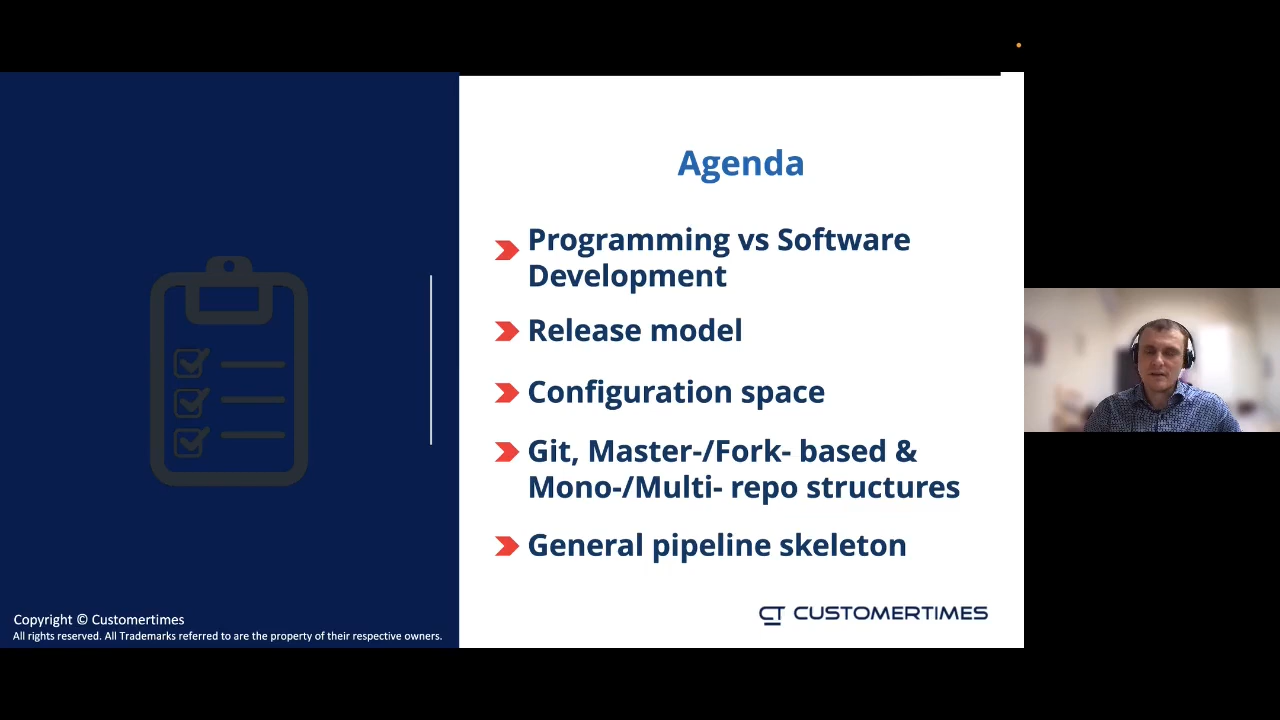 Agenda
Programming vs Software
Development
Release model
Configuration space
Git, Master-/Fork- based &
Mono-/Multi- repo structures
General pipeline skeleton
CT CUSTOMERTIMES
Copyright © Customertimes
All rights reserved. All Trademarks referred to are the property of their respective owners.